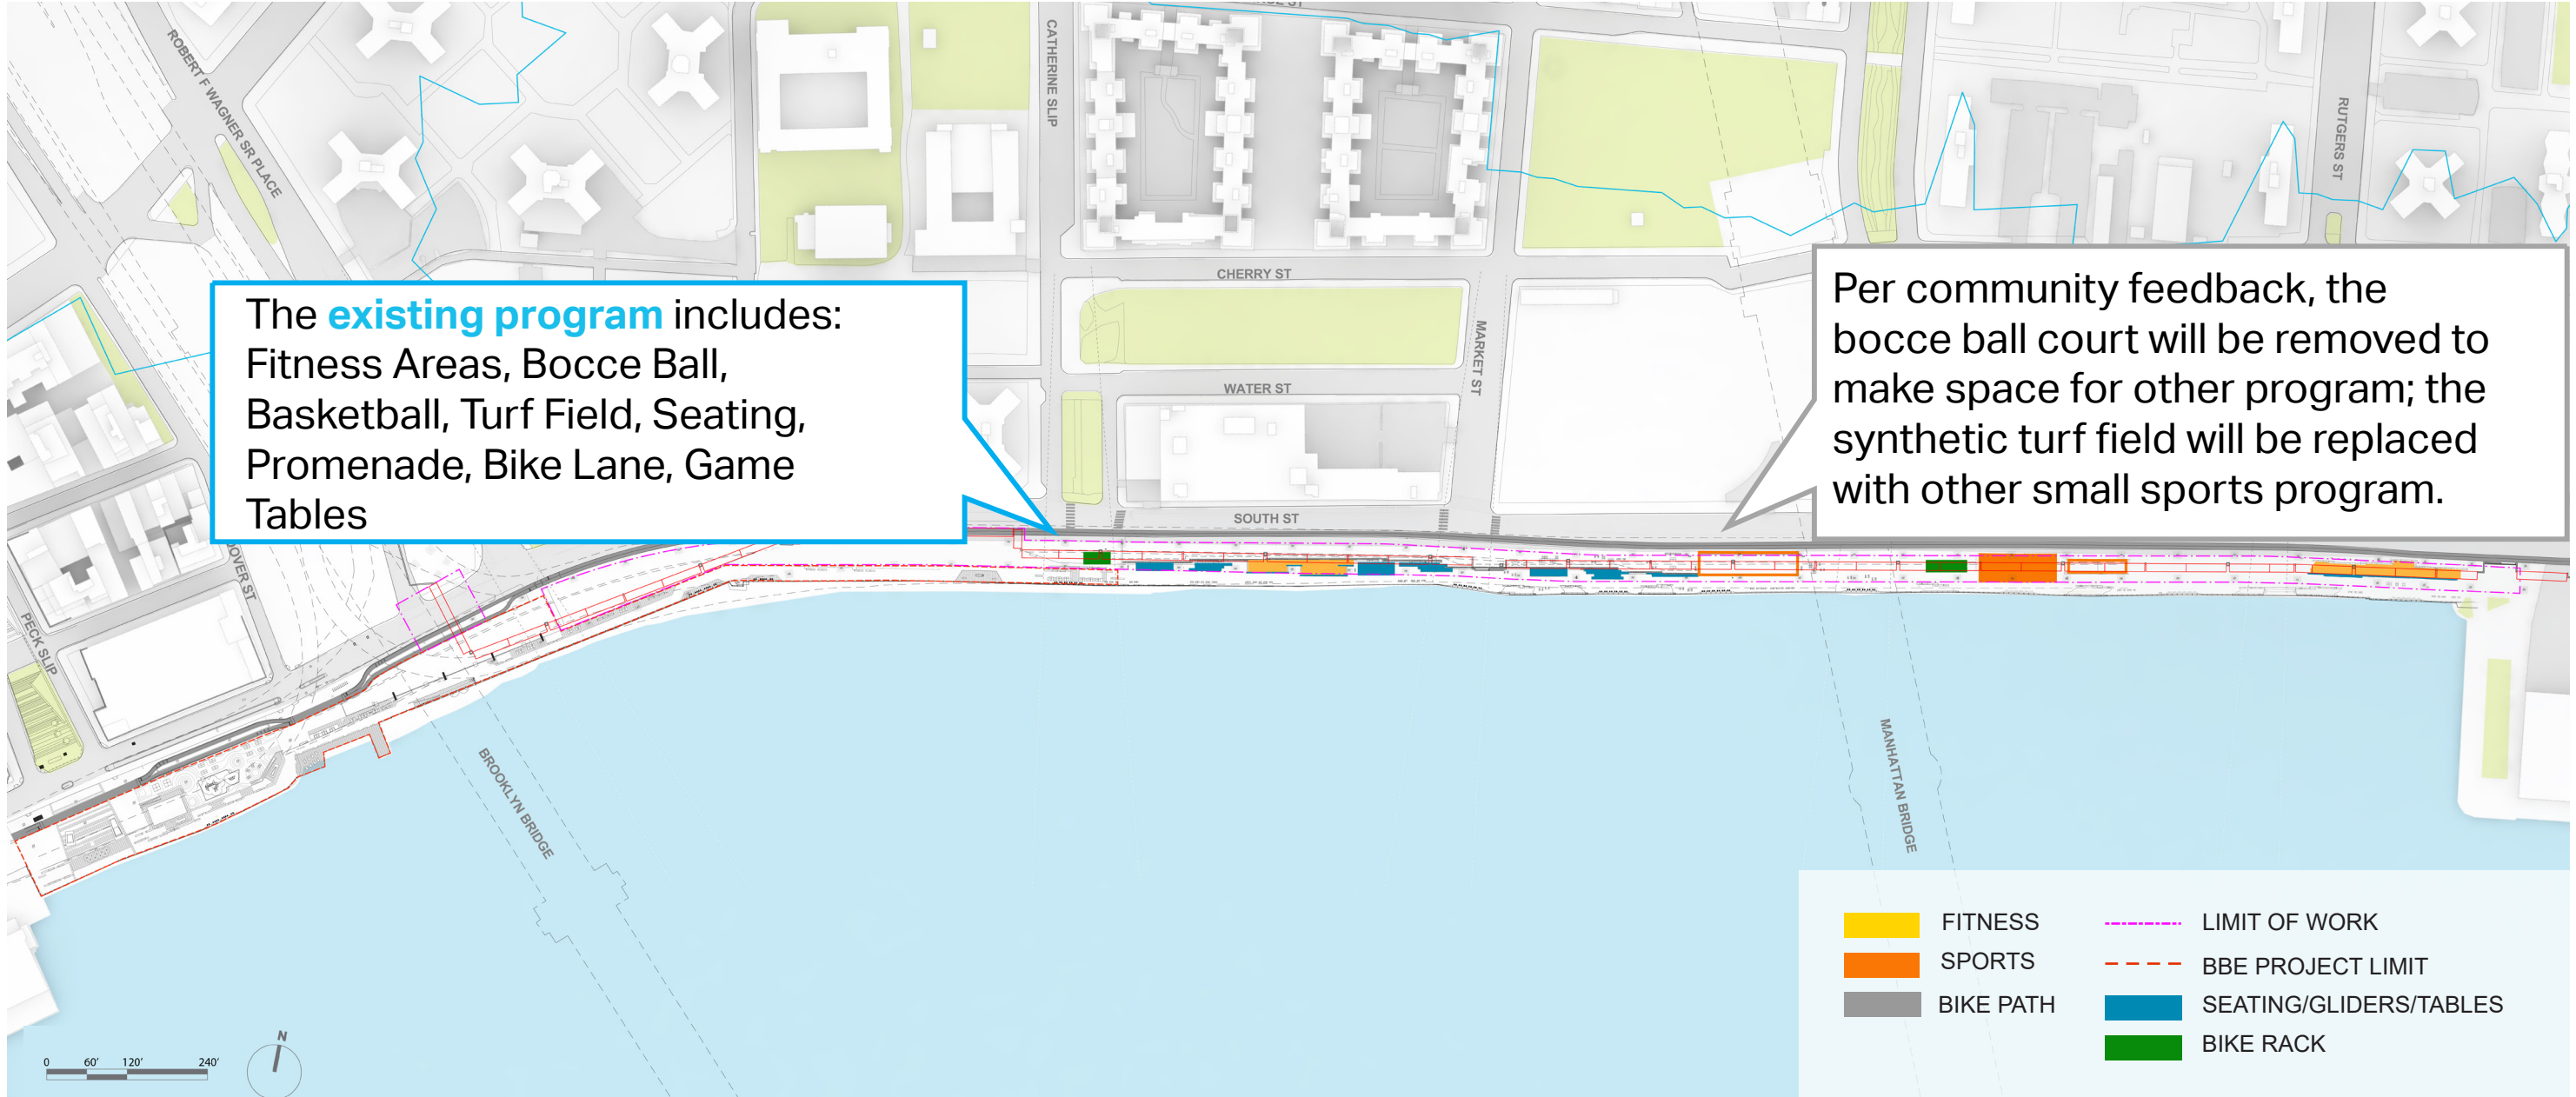 ROBERT F WAGNER SR PLACE
CATHERINE SLIP
RUTGERS ST
CHERRY ST
MARKET ST
WATER ST
SOUTH ST
The existing program includes:
Fitness Areas, Bocce Ball,
Basketball, Turf Field, Seating,
Promenade, Bike Lane, Game
Tables
Per community feedback, the
bocce ball court will be removed to
make space for other program; the
synthetic turf field will be replaced
with other small sports program.
PECK SLIP
BROOKLYN BRIDGE
MANHATTAN BRIDGE
FITNESS
SPORTS
BIKE PATH
LIMIT OF WORK
BBE PROJECT LIMIT
SEATING/GLIDERS/TABLES
BIKE RACK
0 60' 120' 240'
N